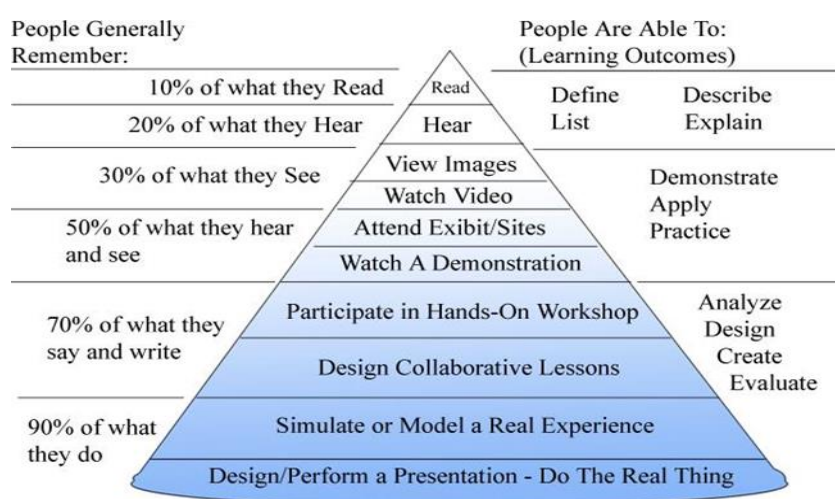 People Generally
Remember:
People Are Able To:
(Learning Outcomes)
10% of what they Read
Read
Define Describe
List Explain
20% of what they Hear
Hear
30% of what they See
View Images
Watch Video
Demonstrate
Apply
Practice
50% of what they hear
and see
Attend Exibit/Sites
Watch A Demonstration
70% of what they
say and write
Participate in Hands-On Workshop
Design Collaborative Lessons
Analyze
Design
Create
Evaluate
90% of what
they do
Simulate or Model a Real Experience
Design/Perform a Presentation - Do The Real Thing